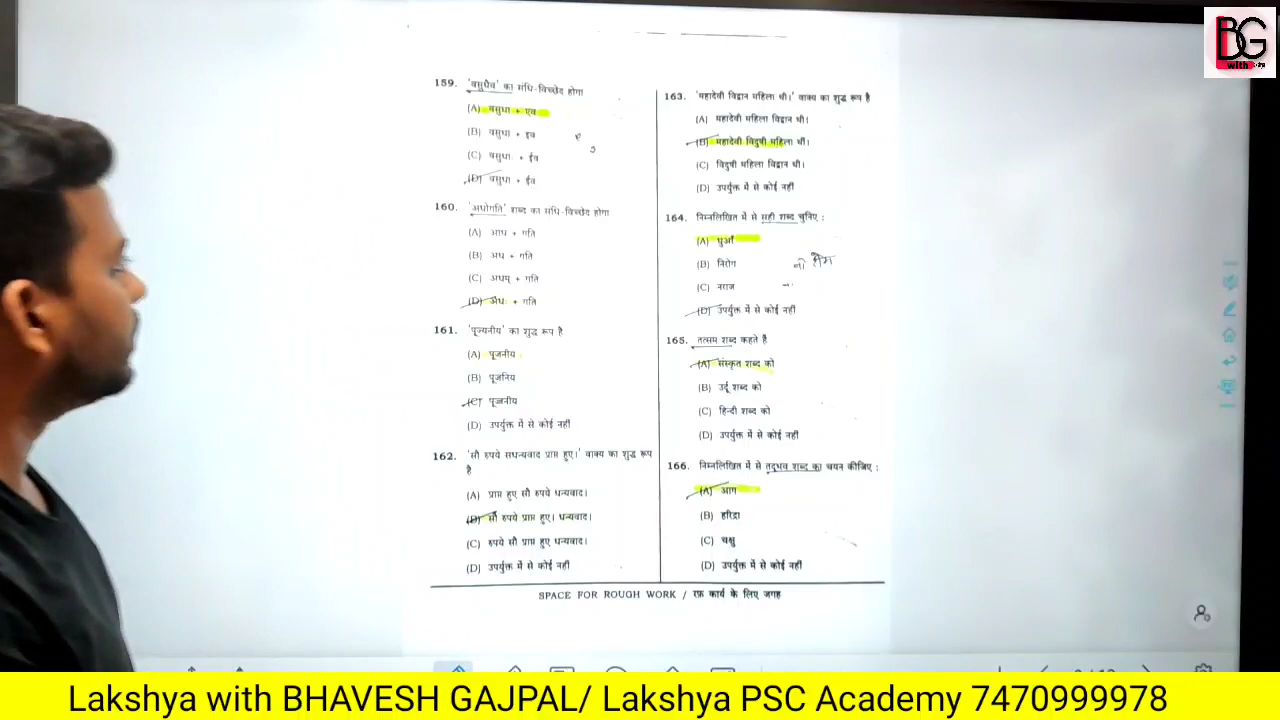 BG
with
159. 'वसुधैव' का संधि-विच्छेद होगा
(A) वसुधा + एव
(B) वसुधा + इव
(C) वसुधाः + ईव
(D) वसुधा + ईव
160. 'अधोगति' शब्द का संधि-विच्छेद होगा
(A) आध + गति
(B) अध + गति
(C) अधम् + गति
(D) अधः + गति
161. 'पूज्यनीय' का शुद्ध रूप है
(A) पूजनीय
(B) पूजनिय
(C) पूज्जनीय
(D) उपर्युक्त में से कोई नहीं
162. 'सौ रुपये सधन्यवाद प्राप्त हुए।' वाक्य का शुद्ध रूप
है
(A) प्राप्त हुए सौ रुपये धन्यवाद।
(B) सौ रुपये प्राप्त हुए। धन्यवाद।
(C) रुपये सौ प्राप्त हुए धन्यवाद।
(D) उपर्युक्त में से कोई नहीं
163. 'महादेवी विद्वान महिला थी।' वाक्य का शुद्ध रूप है
(A) महादेवी महिला विद्वान थी।
(B) महादेवी विदुषी महिला थीं।
(C) विदुषी महिला विद्वान थी।
(D) उपर्युक्त में से कोई नहीं
164. निम्नलिखित में से सही शब्द चुनिए :
(A) धुआँ
(B) निरोग
(C) नराज
(D) उपर्युक्त में से कोई नहीं
165. तत्सम शब्द कहते हैं
(A) संस्कृत शब्द को
(B) उर्दू शब्द को
(C) हिन्दी शब्द को
(D) उपर्युक्त में से कोई नहीं
166. निम्नलिखित में से तद्भव शब्द का चयन कीजिए :
(A) आग
(B) हरिद्रा
(C) चक्षु
(D) उपर्युक्त में से कोई नहीं
SPACE FOR ROUGH WORK / रफ़ कार्य के लिए जगह
Lakshya with BHAVESH GAJPAL/ Lakshya PSC Academy 7470999978